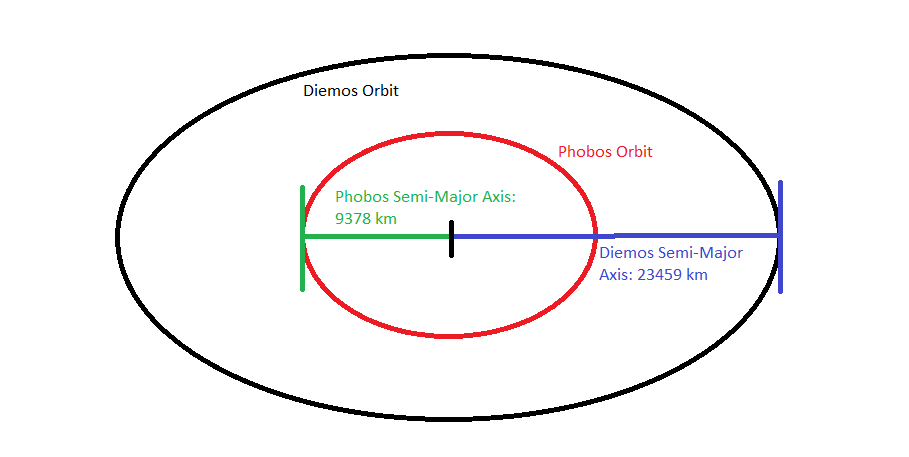 Diemos Orbit
Phobos Orbit
Phobos Semi-Major Axis:
9378 km
Diemos Semi-Major
Axis: 23459 km